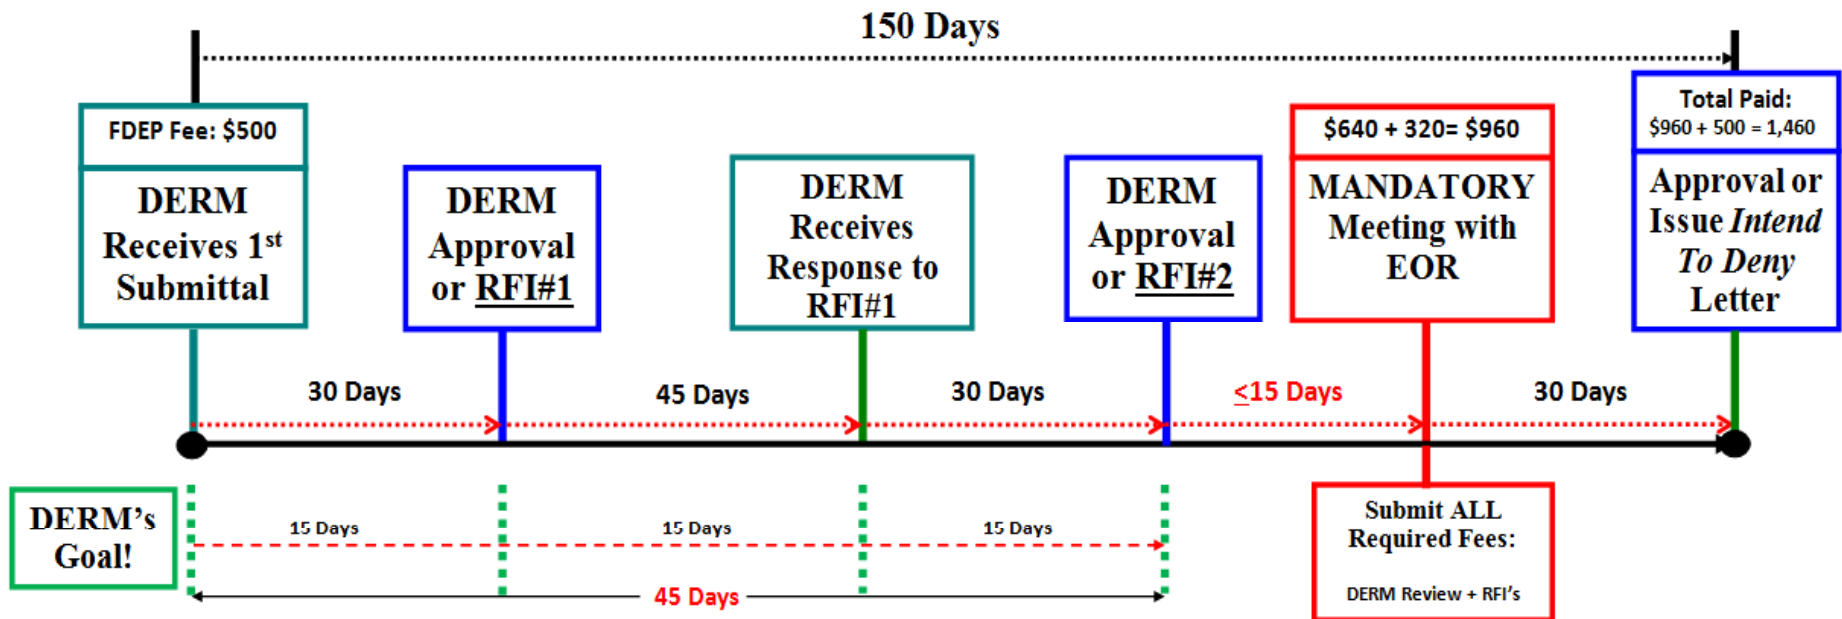 150 Days
FDEP Fee: $500
DERM
Receives 1st
Submittal
DERM
Approval
or RFI#1
DERM
Receives
Response to
RFI#1
DERM
Approval
or RFI#2
$640 + 320= $960
MANDATORY
Meeting with
EOR
Total Paid:
$960 + 500 = 1,460
Approval or
Issue Intend
To Deny
Letter
30 Days
45 Days
30 Days
≤15 Days
30 Days
DERM's
Goal!
15 Days
15 Days
15 Days
45 Days
Submit ALL
Required Fees:
DERM Review + RFI's